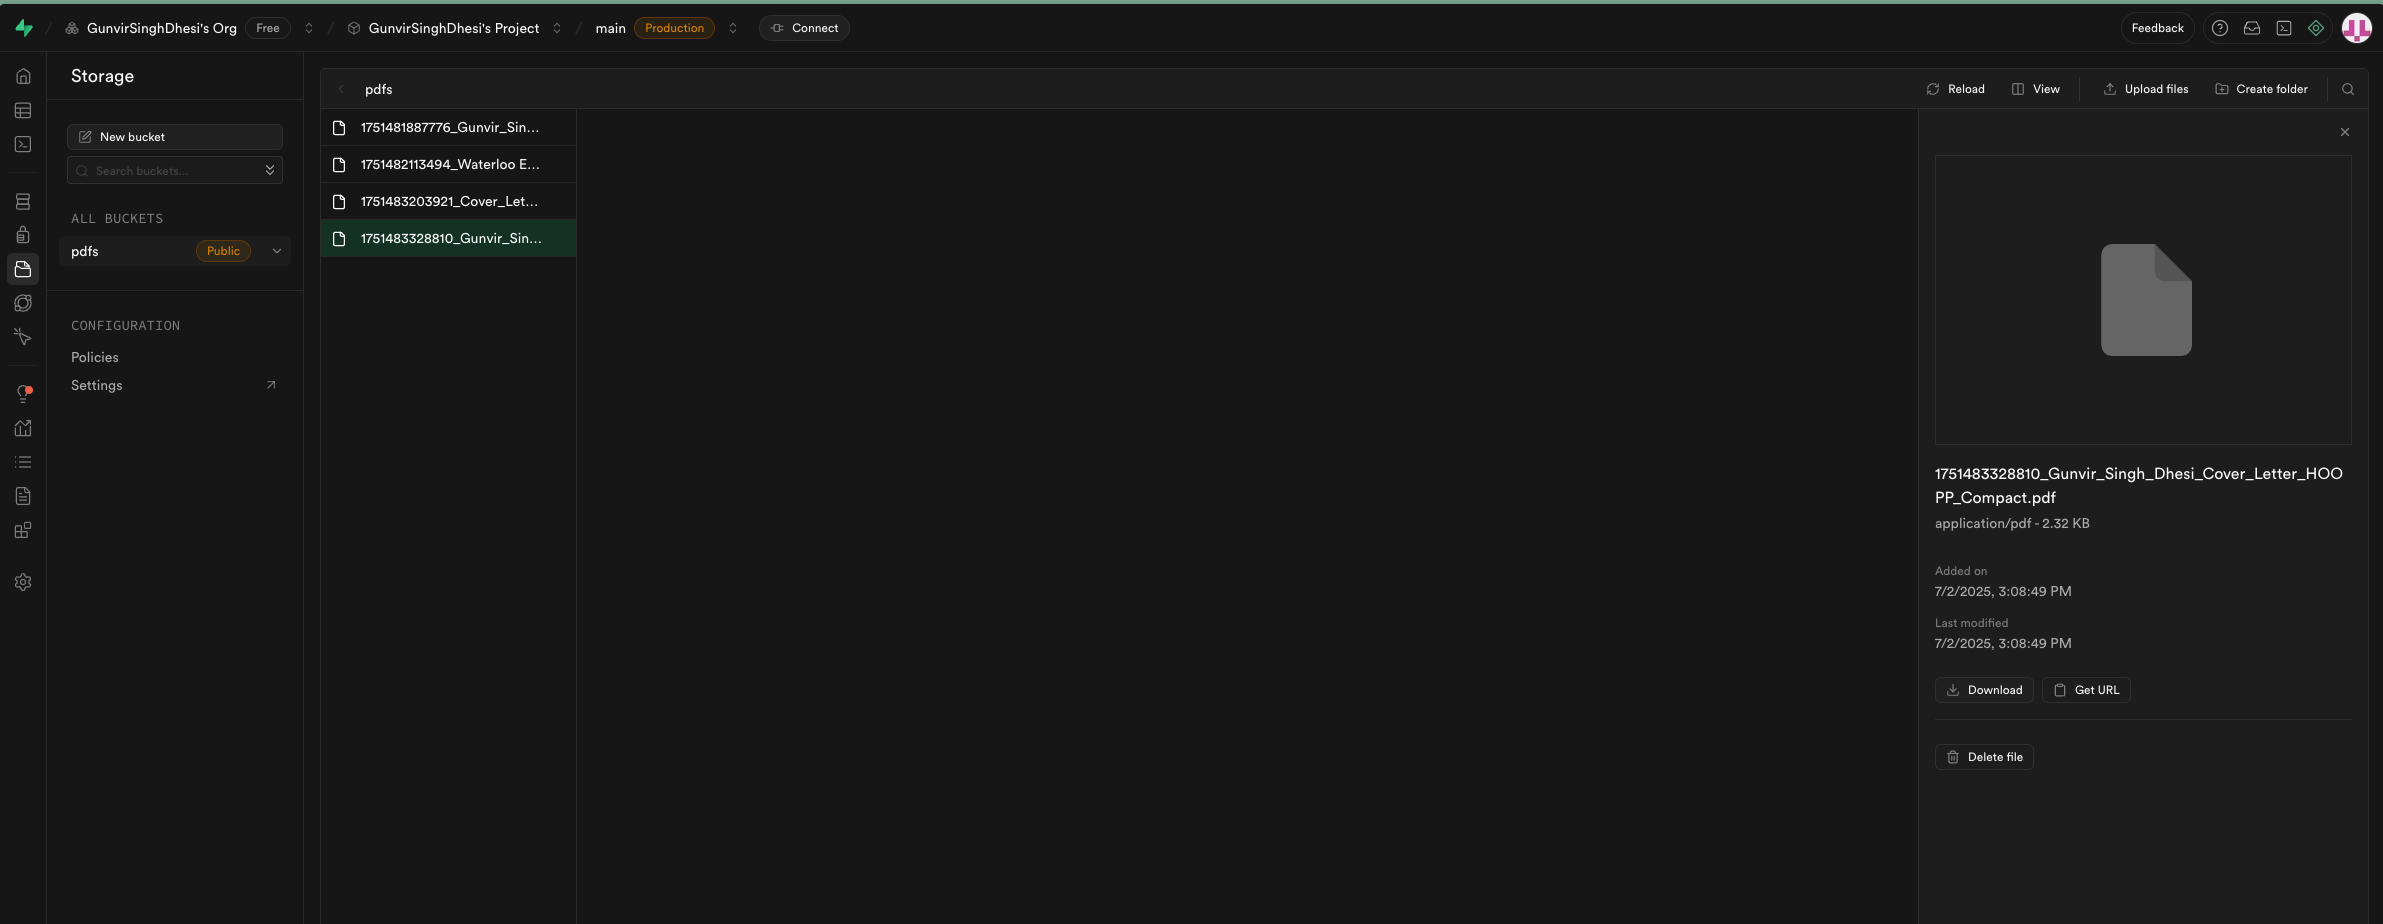 GunvirSinghDhesi's Org Free GunvirSinghDhesi's Project main Production Connect Feedback
Storage
New bucket
Search buckets...
ALL BUCKETS
pdfs Public
CONFIGURATION
Policies
Settings
pdfs Reload View Upload files Create folder
1751481887776_Gunvir_Sin...
1751482113494_Waterloo E...
1751483203921_Cover_Let...
1751483328810_Gunvir_Sin...
1751483328810_Gunvir_Singh_Dhesi_Cover_Letter_HOO
PP_Compact.pdf
application/pdf - 2.32 KB
Added on
7/2/2025, 3:08:49 PM
Last modified
7/2/2025, 3:08:49 PM
Download Get URL
Delete file